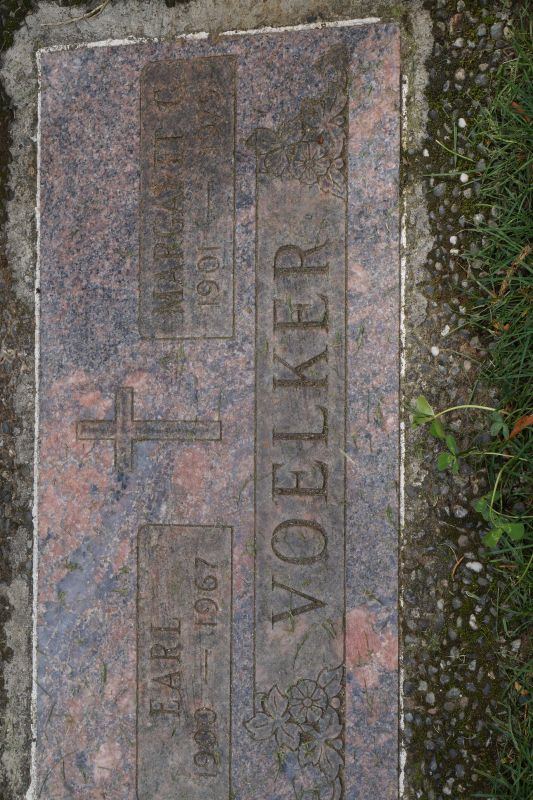 EARL
— 1967
MARGARET C.
1901 —
VOELKER